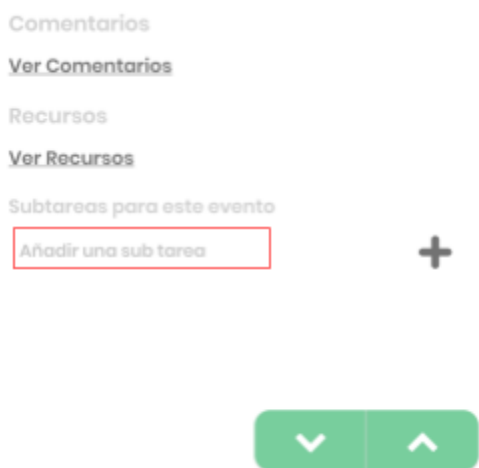 Comentarios
Ver Comentarios
Recursos
Ver Recursos
Subtareas para este evento
Añadir una sub tarea